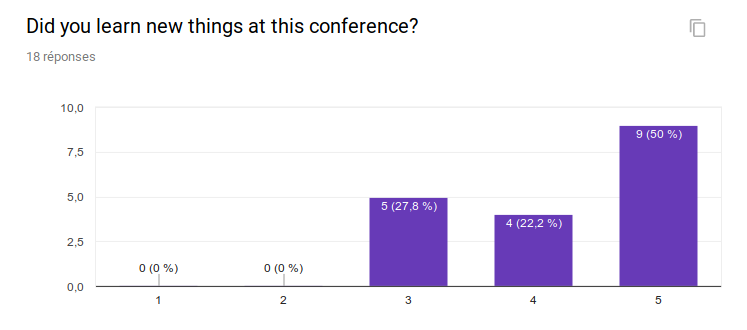 Did you learn new things at this conference?
18 réponses
10,0
7,5
5,0
2,5
0,0
0 (0 %)
0 (0 %)
5 (27,8 %)
4 (22,2 %)
9 (50 %)
1 2 3 4 5